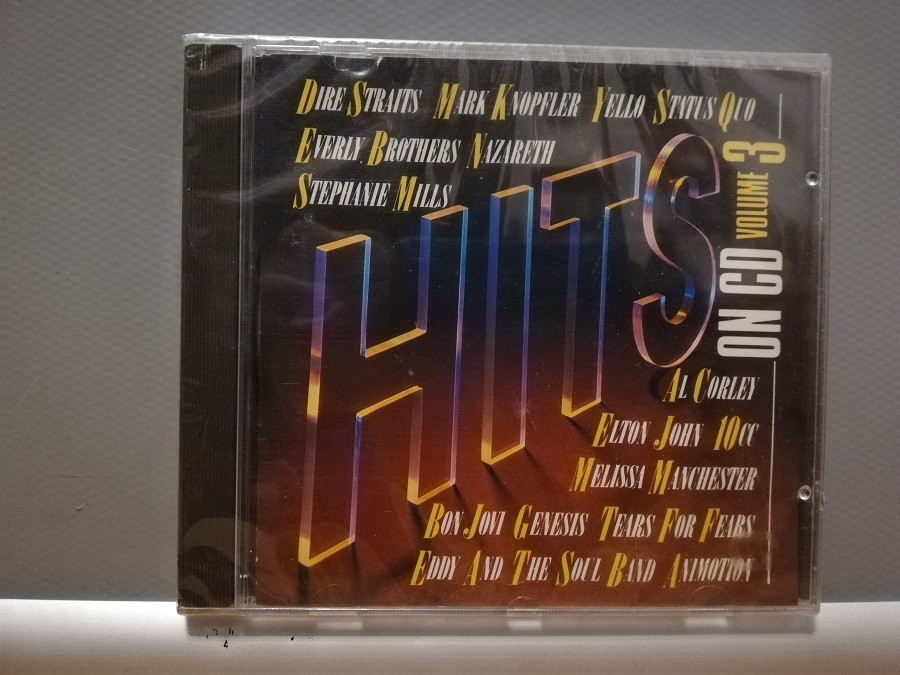 Dire Straits Mark Knopfler Yello Status Quo
Everly Brothers Nazareth
Stephanie Mills
HITS
ON CD VOLUME 3
Al Corley
Elton John 10cc
Melissa Manchester
Bon Jovi Genesis Tears For Fears
Eddy And The Soul Band Animotion